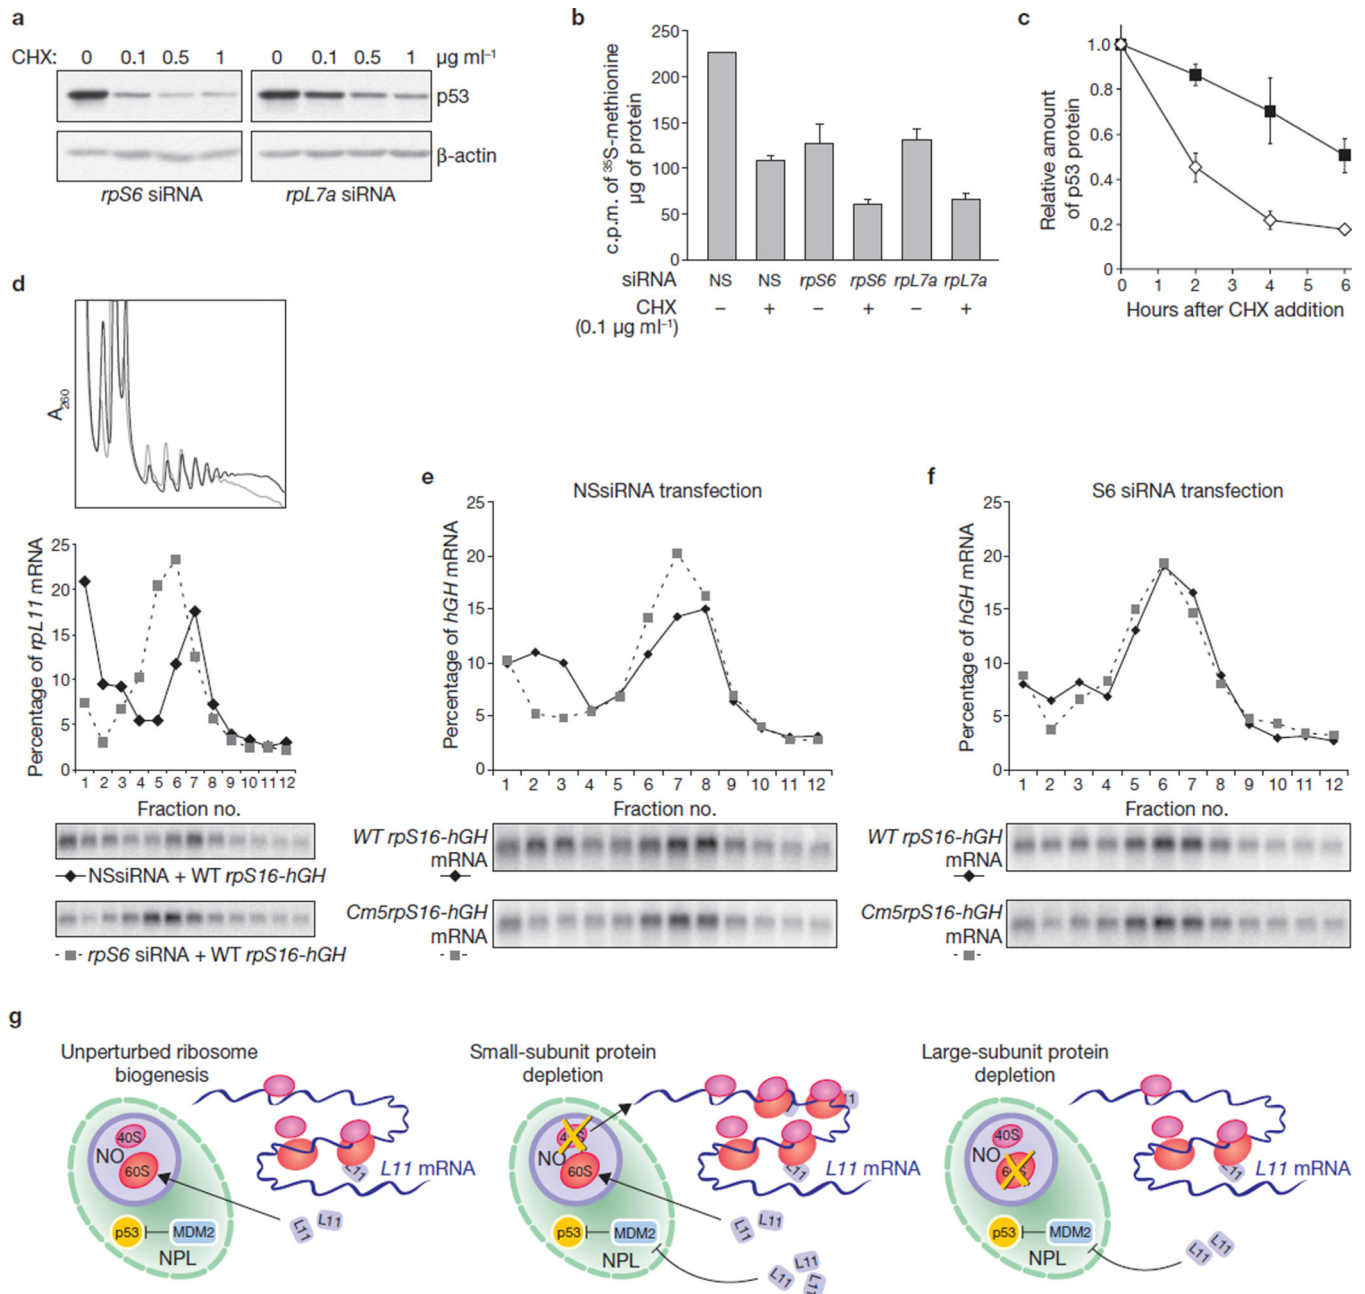 a
CHX: 0 0.1 0.5 1 0 0.1 0.5 1 µg ml⁻¹
p53
β-actin
rpS6 siRNA rpL7a siRNA
b
c.p.m. of ³⁵S-methionine
µg of protein
250
200
150
100
50
0
siRNA NS NS rpS6 rpS6 rpL7a rpL7a
CHX − + − + − +
(0.1 µg ml⁻¹)
c
Relative amount
of p53 protein
1.0
0.8
0.6
0.4
0.2
0
0 1 2 3 4 5 6
Hours after CHX addition
d
A₂₆₀
Percentage of rpL11 mRNA
25
20
15
10
5
0
1 2 3 4 5 6 7 8 9 10 11 12
Fraction no.
NSsiRNA + WT rpS16-hGH
rpS6 siRNA + WT rpS16-hGH
e
NSsiRNA transfection
Percentage of hGH mRNA
25
20
15
10
5
0
1 2 3 4 5 6 7 8 9 10 11 12
Fraction no.
WT rpS16-hGH
mRNA
Cm5rpS16-hGH
mRNA
f
S6 siRNA transfection
Percentage of hGH mRNA
25
20
15
10
5
0
1 2 3 4 5 6 7 8 9 10 11 12
Fraction no.
WT rpS16-hGH
mRNA
Cm5rpS16-hGH
mRNA
g
Unperturbed ribosome
biogenesis
40S
NO
60S
L11
L11 mRNA
L11 L11
p53 MDM2
NPL
Small-subunit protein
depletion
40S
NO
60S
L11
L11
L11
L11 mRNA
L11 L11
p53 MDM2
NPL
L11
L11
L11
Large-subunit protein
depletion
40S
NO
60S
L11
L11 mRNA
p53 MDM2
NPL
L11 L11